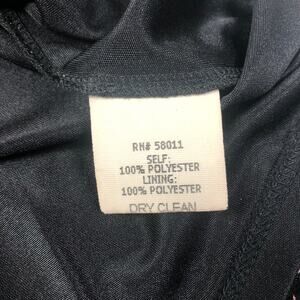 RN# 58011
SELF:
100% POLYESTER
LINING:
100% POLYESTER
DRY CLEAN